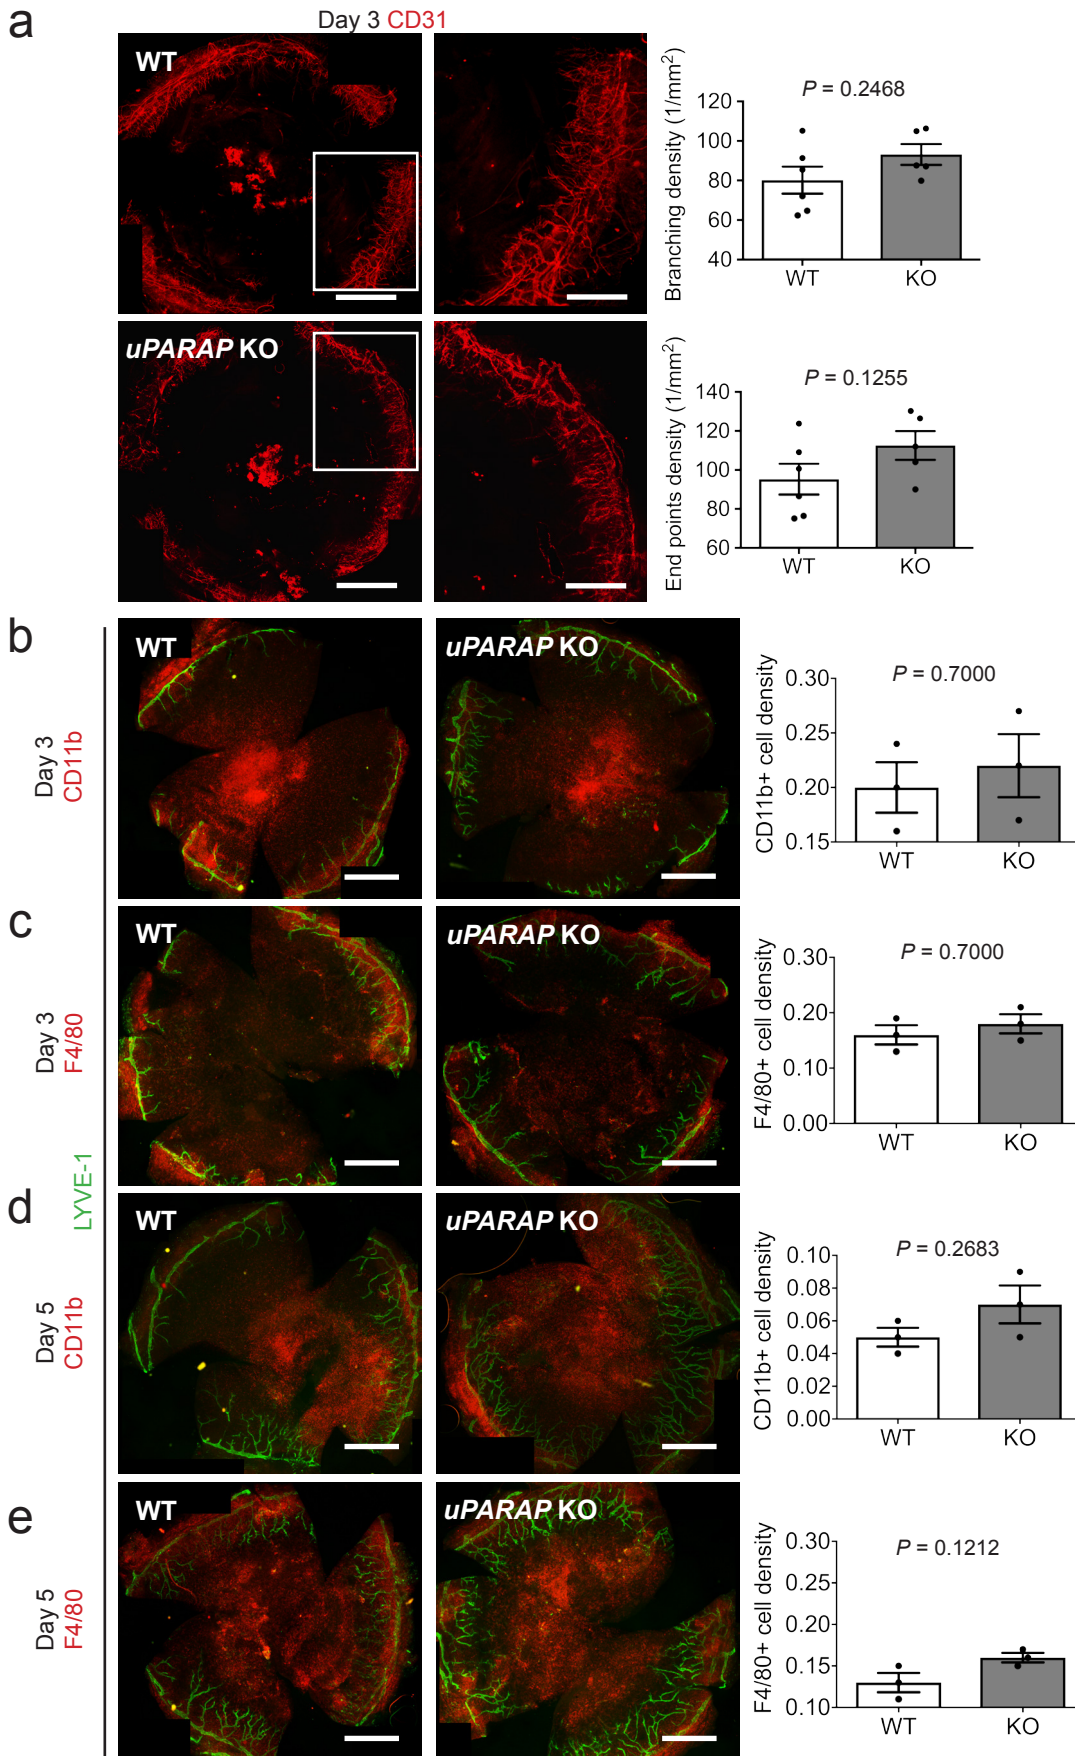 a
Day 3 CD31
WT
Branching density (1/mm²)
120
100
80
60
40
P = 0.2468
WT
KO
uPARAP KO
End points density (1/mm²)
140
120
100
80
60
P = 0.1255
WT
KO
LYVE-1
b
Day 3
CD11b
WT
uPARAP KO
CD11b+ cell density
0.30
0.25
0.20
0.15
P = 0.7000
WT
KO
c
Day 3
F4/80
WT
uPARAP KO
F4/80+ cell density
0.30
0.20
0.10
0.00
P = 0.7000
WT
KO
d
Day 5
CD11b
WT
uPARAP KO
CD11b+ cell density
0.10
0.08
0.06
0.04
0.02
0.00
P = 0.2683
WT
KO
e
Day 5
F4/80
WT
uPARAP KO
F4/80+ cell density
0.30
0.25
0.20
0.15
0.10
P = 0.1212
WT
KO